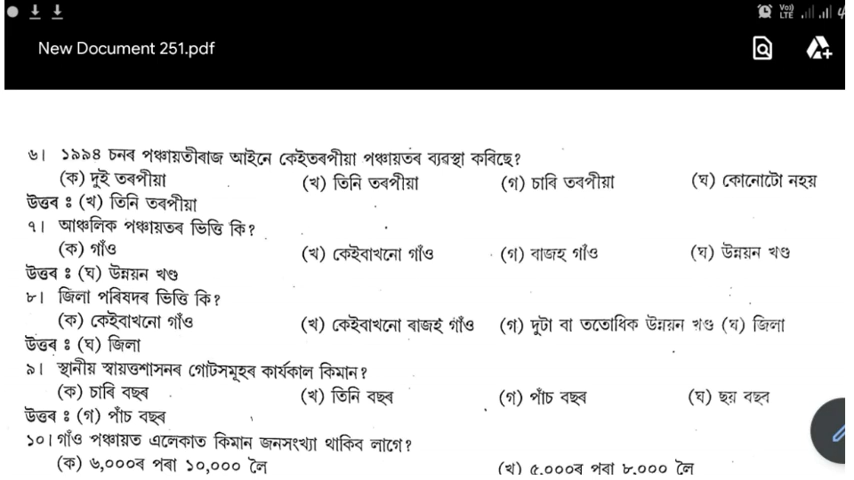 Voij LTE 4
New Document 251.pdf
৬। ১৯৯৪ চনৰ পঞ্চায়তীৰাজ আইনে কেইতৰপীয়া পঞ্চায়তৰ ব্যৱস্থা কৰিছে?
(ক) দুই তৰপীয়া (খ) তিনি তৰপীয়া (গ) চাৰি তৰপীয়া (ঘ) কোনোটো নহয়
উত্তৰ ঃ (খ) তিনি তৰপীয়া
৭। আঞ্চলিক পঞ্চায়তৰ ভিত্তি কি?
(ক) গাঁও (খ) কেইবাখনো গাঁও (গ) ৰাজহ গাঁও (ঘ) উন্নয়ন খণ্ড
উত্তৰ ঃ (ঘ) উন্নয়ন খণ্ড
৮। জিলা পৰিষদৰ ভিত্তি কি?
(ক) কেইবাখনো গাঁও (খ) কেইবাখনো ৰাজহ গাঁও (গ) দুটা বা ততোধিক উন্নয়ন খণ্ড (ঘ) জিলা
উত্তৰ ঃ (ঘ) জিলা
৯। স্থানীয় স্বায়ত্তশাসনৰ গোটসমূহৰ কাৰ্যকাল কিমান?
(ক) চাৰি বছৰ (খ) তিনি বছৰ (গ) পাঁচ বছৰ (ঘ) ছয় বছৰ
উত্তৰ ঃ (গ) পাঁচ বছৰ
১০। গাঁও পঞ্চায়ত এলেকাত কিমান জনসংখ্যা থাকিব লাগে?
(ক) ৬,০০০ৰ পৰা ১০,০০০ লৈ (খ) ৫,০০০ৰ পৰা ৮,০০০ লৈ